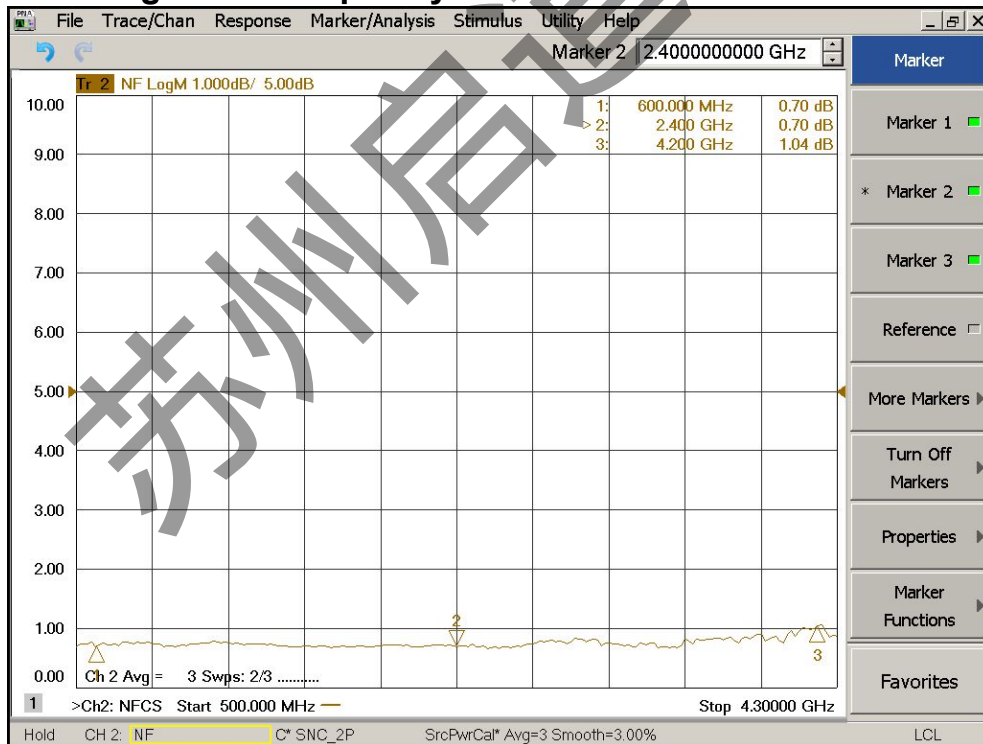 File Trace/Chan Response Marker/Analysis Stimulus Utility Help
Marker 2 2.4000000000 GHz
Marker
Tr 2 NF LogM 1.000dB/ 5.00dB
1: 600.000 MHz 0.70 dB
> 2: 2.400 GHz 0.70 dB
3: 4.200 GHz 1.04 dB
10.00
9.00
8.00
7.00
6.00
5.00
4.00
3.00
2.00
1.00
0.00
2
3
Ch 2 Avg = 3 Swps: 2/3 ..........
1 >Ch2: NFCS Start 500.000 MHz Stop 4.30000 GHz
Marker 1
* Marker 2
Marker 3
Reference
More Markers
Turn Off
Markers
Properties
Marker
Functions
Favorites
Hold CH 2: NF C* SNC_2P SrcPwrCal* Avg=3 Smooth=3.00% LCL
苏州启通